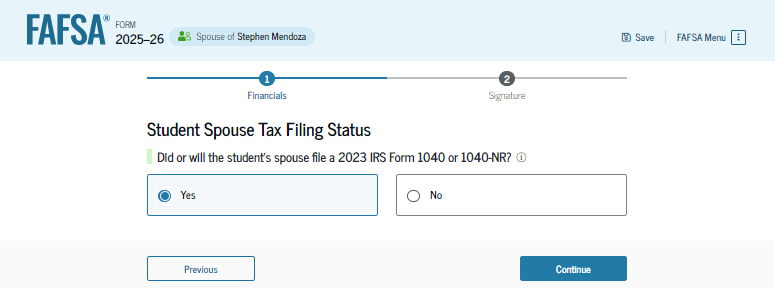 FAFSA® FORM 2025–26 Spouse of Stephen Mendoza Save FAFSA Menu
1 2
Financials Signature
Student Spouse Tax Filing Status
Did or will the student's spouse file a 2023 IRS Form 1040 or 1040-NR?
Yes No
Previous Continue